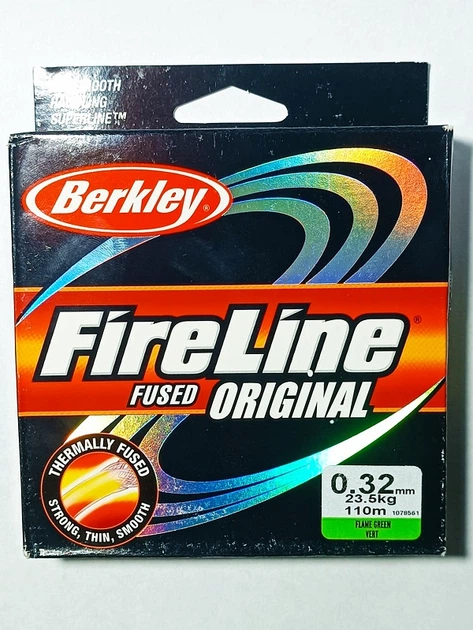 SMOOTH
SUPERLINE™
Berkley®
FireLine®
FUSED ORIGINAL
THERMALLY FUSED
STRONG, THIN, SMOOTH
0.32mm
23.5kg
110m 1078561
FLAME GREEN
VERT